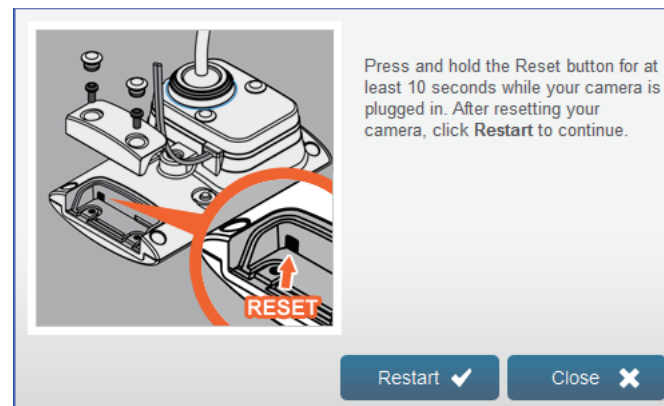 Press and hold the Reset button for at
least 10 seconds while your camera is
plugged in. After resetting your
camera, click Restart to continue.
RESET
Restart
Close